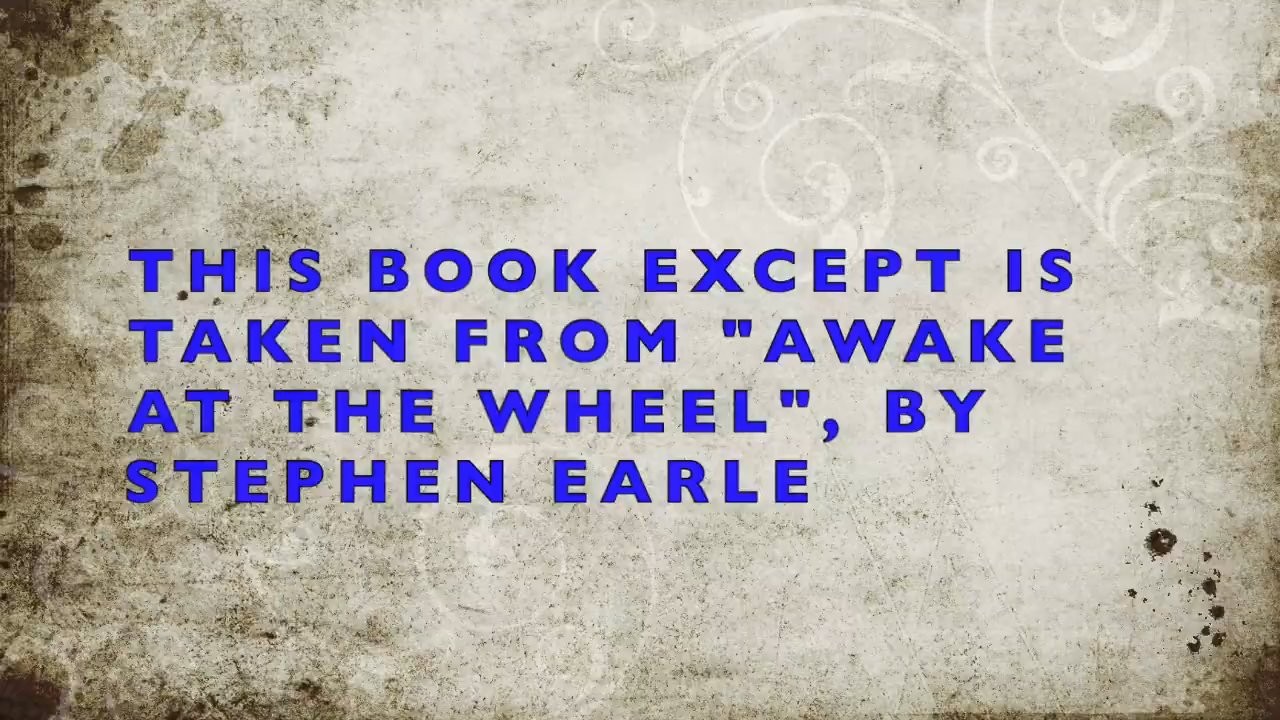 THIS BOOK EXCEPT IS
TAKEN FROM "AWAKE
AT THE WHEEL", BY
STEPHEN EARLE